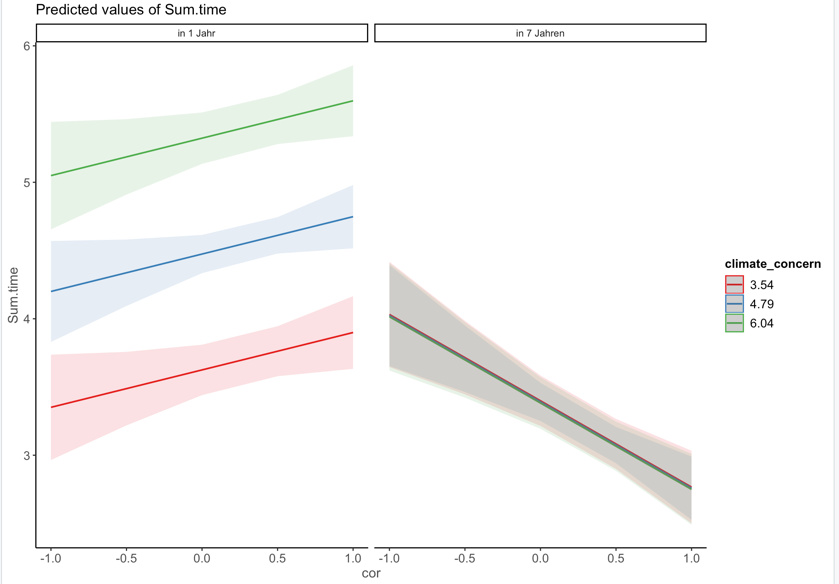 Predicted values of Sum.time
in 1 Jahr
in 7 Jahren
6
5
4
3
Sum.time
-1.0 -0.5 0.0 0.5 1.0
-1.0 -0.5 0.0 0.5 1.0
cor
climate_concern
3.54
4.79
6.04